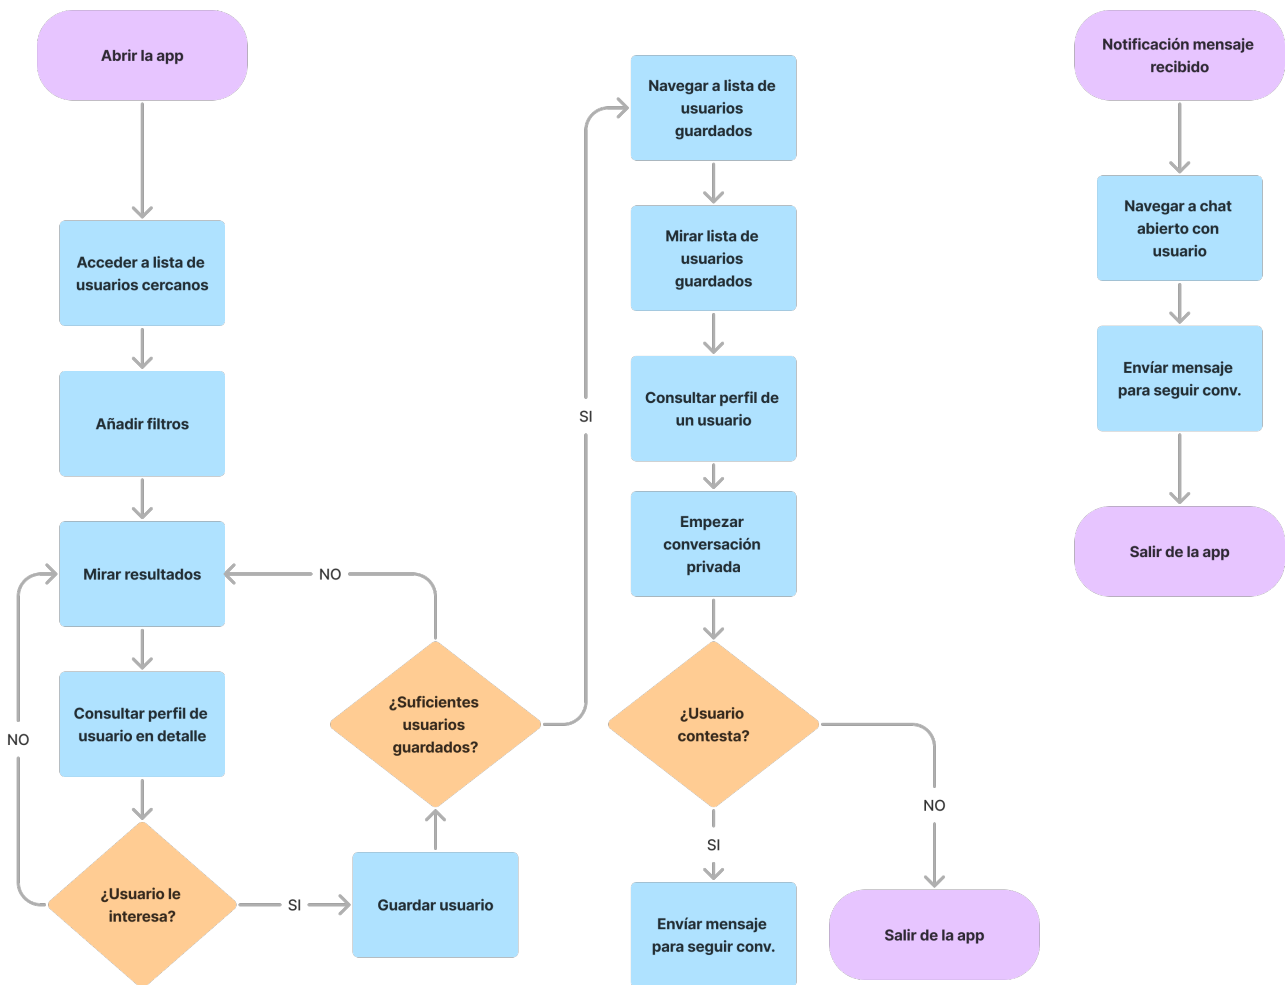 Abrir la app
Acceder a lista de
usuarios cercanos
Añadir filtros
Mirar resultados
Consultar perfil de
usuario en detalle
¿Usuario le
interesa?
NO
SI
Guardar usuario
¿Suficientes
usuarios
guardados?
NO
SI
Navegar a lista de
usuarios
guardados
Mirar lista de
usuarios
guardados
Consultar perfil de
un usuario
Empezar
conversación
privada
¿Usuario
contesta?
SI
Envíar mensaje
para seguir conv.
NO
Salir de la app
Notificación mensaje
recibido
Navegar a chat
abierto con
usuario
Envíar mensaje
para seguir conv.
Salir de la app